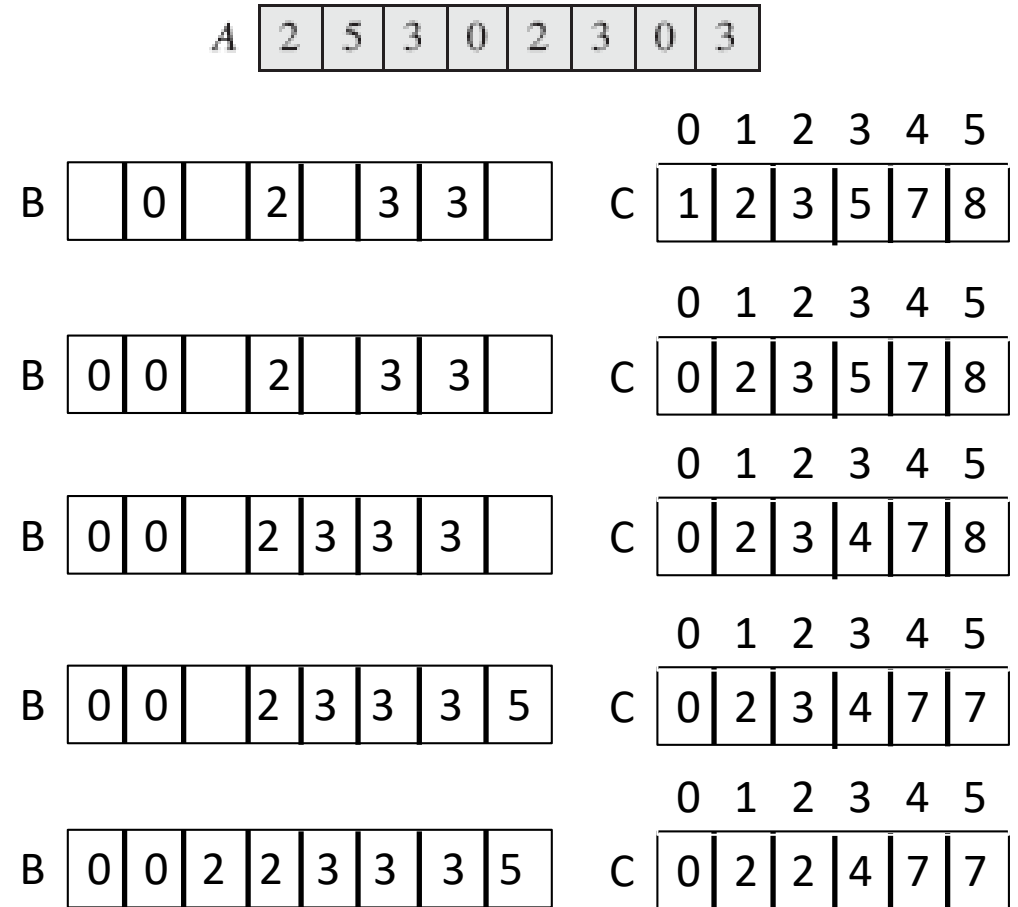 A 2 5 3 0 2 3 0 3
0 1 2 3 4 5
B 0 2 3 3 C 1 2 3 5 7 8
0 1 2 3 4 5
B 0 0 2 3 3 C 0 2 3 5 7 8
0 1 2 3 4 5
B 0 0 2 3 3 3 C 0 2 3 4 7 8
0 1 2 3 4 5
B 0 0 2 3 3 3 5 C 0 2 3 4 7 7
0 1 2 3 4 5
B 0 0 2 2 3 3 3 5 C 0 2 2 4 7 7